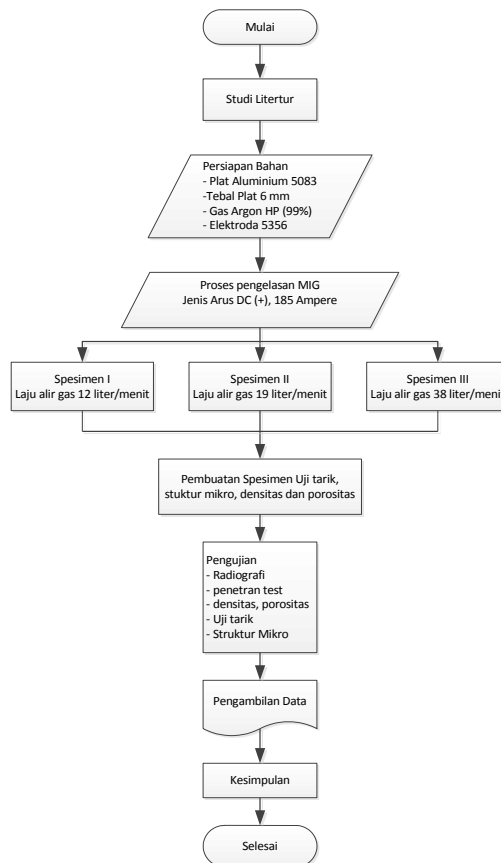 Mulai
Studi Litertur
Persiapan Bahan
- Plat Aluminium 5083
-Tebal Plat 6 mm
- Gas Argon HP (99%)
- Elektroda 5356
Proses pengelasan MIG
Jenis Arus DC (+), 185 Ampere
Spesimen I
Laju alir gas 12 liter/menit
Spesimen II
Laju alir gas 19 liter/menit
Spesimen III
Laju alir gas 38 liter/menit
Pembuatan Spesimen Uji tarik,
stuktur mikro, densitas dan porositas
Pengujian
- Radiografi
- penetran test
- densitas, porositas
- Uji tarik
- Struktur Mikro
Pengambilan Data
Kesimpulan
Selesai